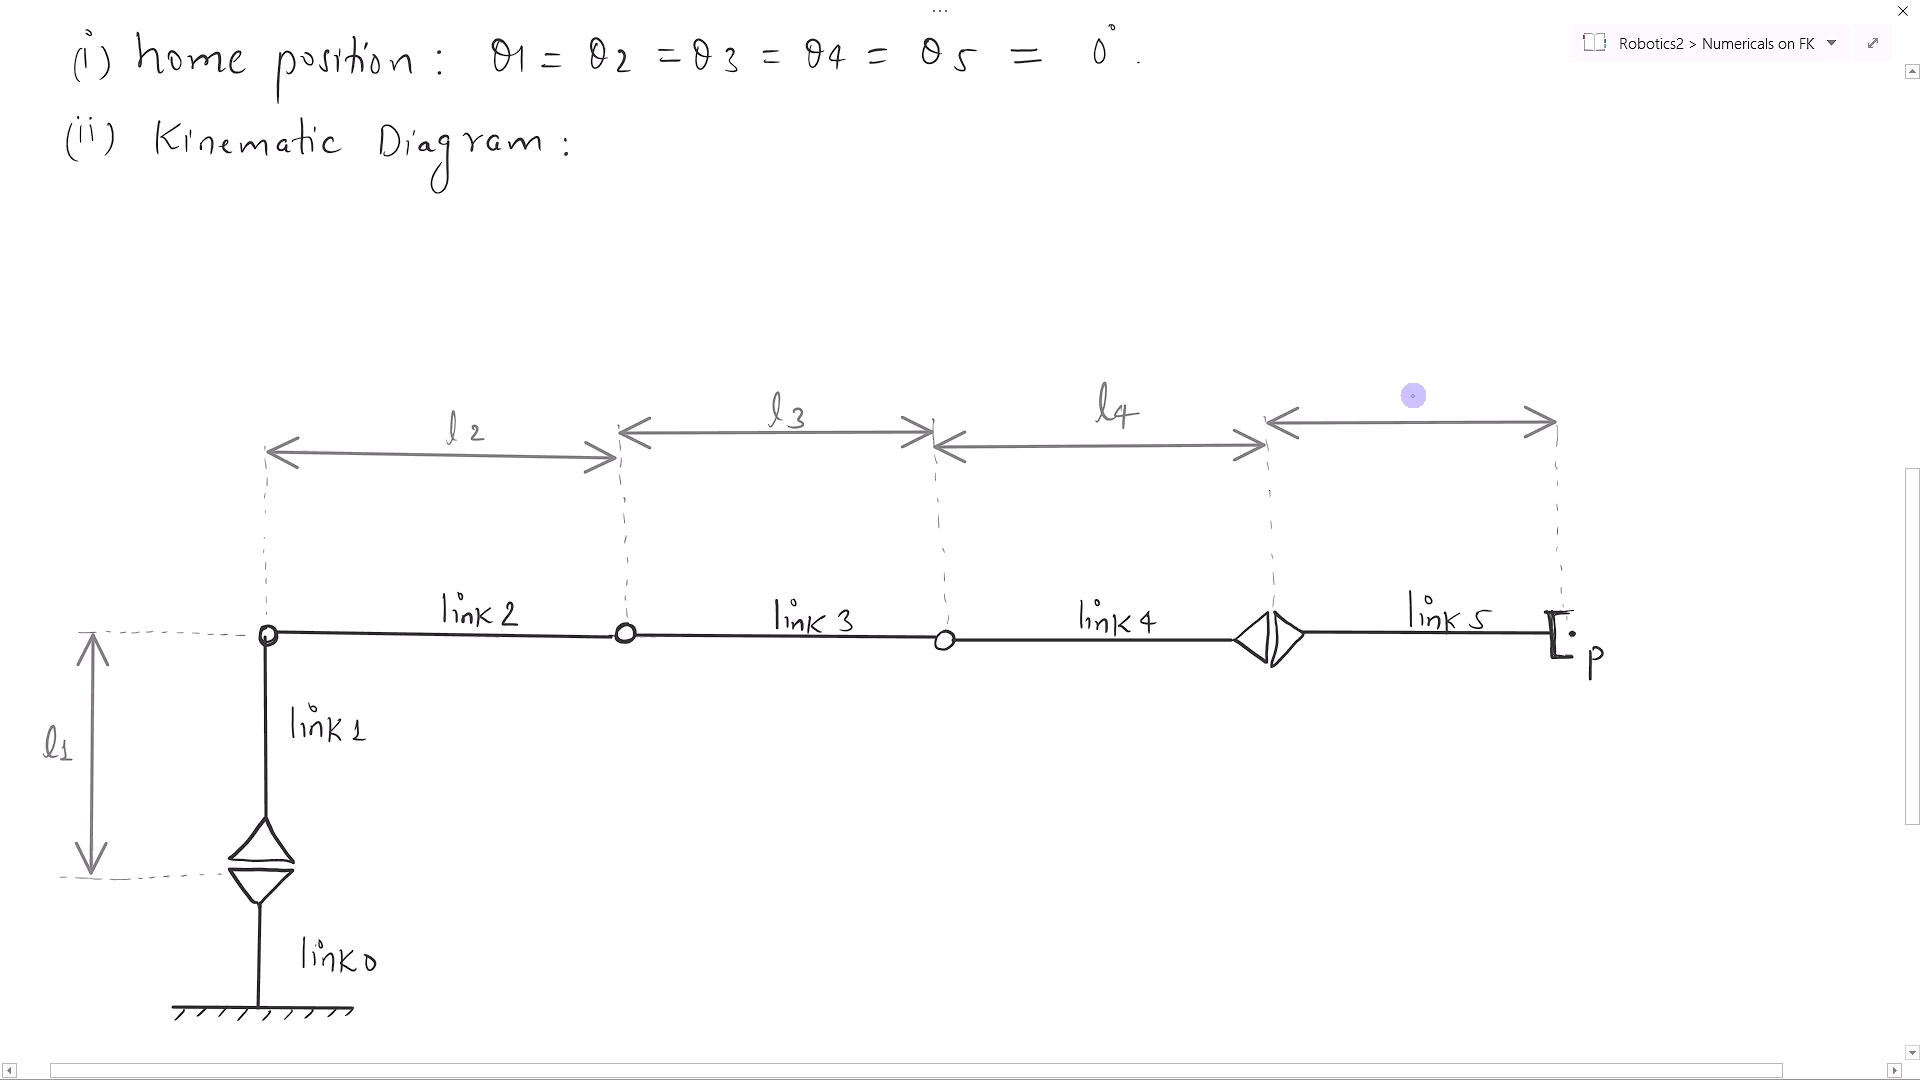 (i) home position : θ1 = θ2 = θ3 = θ4 = θ5 = 0°.
Robotics2 > Numericals on FK
(ii) Kinematic Diagram :
l2
l3
l4
link 2
link 3
link 4
link 5
P
l1
link 1
link 0